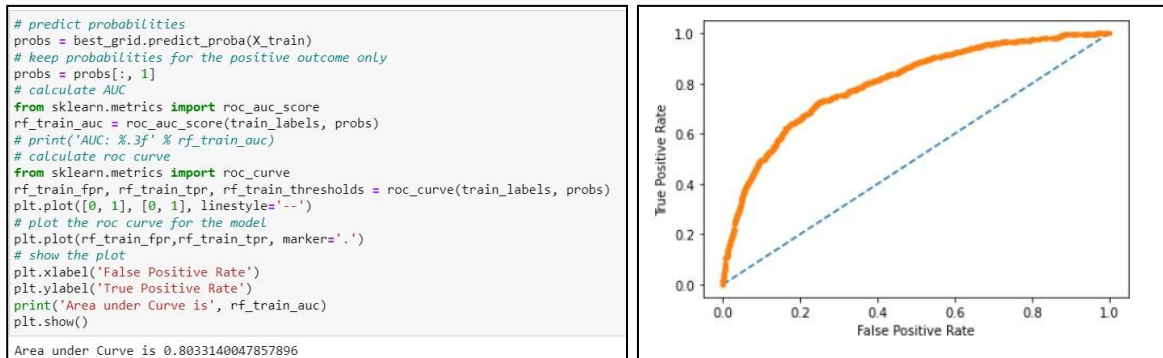 # predict probabilities
probs = best_grid.predict_proba(X_train)
# keep probabilities for the positive outcome only
probs = probs[:, 1]
# calculate AUC
from sklearn.metrics import roc_auc_score
rf_train_auc = roc_auc_score(train_labels, probs)
# print('AUC: %.3f' % rf_train_auc)
# calculate roc curve
from sklearn.metrics import roc_curve
rf_train_fpr, rf_train_tpr, rf_train_thresholds = roc_curve(train_labels, probs)
plt.plot([0, 1], [0, 1], linestyle='--')
# plot the roc curve for the model
plt.plot(rf_train_fpr,rf_train_tpr, marker='.')
# show the plot
plt.xlabel('False Positive Rate')
plt.ylabel('True Positive Rate')
print('Area under Curve is', rf_train_auc)
plt.show()
Area under Curve is 0.8033140047857896
True Positive Rate
1.0
0.8
0.6
0.4
0.2
0.0
0.0 0.2 0.4 0.6 0.8 1.0
False Positive Rate